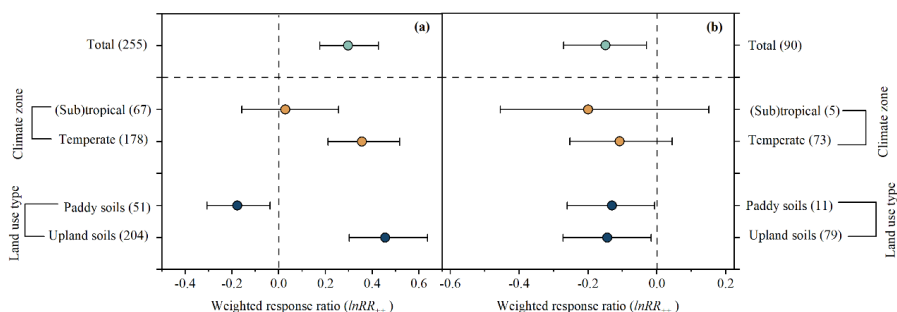 (a)
Total (255)
(Sub)tropical (67)
Temperate (178)
Climate zone
Paddy soils (51)
Upland soils (204)
Land use type
-0.4 -0.2 0.0 0.2 0.4 0.6
Weighted response ratio (lnRR++)
(b)
Total (90)
(Sub)tropical (5)
Temperate (73)
Climate zone
Paddy soils (11)
Upland soils (79)
Land use type
-0.6 -0.4 -0.2 0.0 0.2
Weighted response ratio (lnRR++)